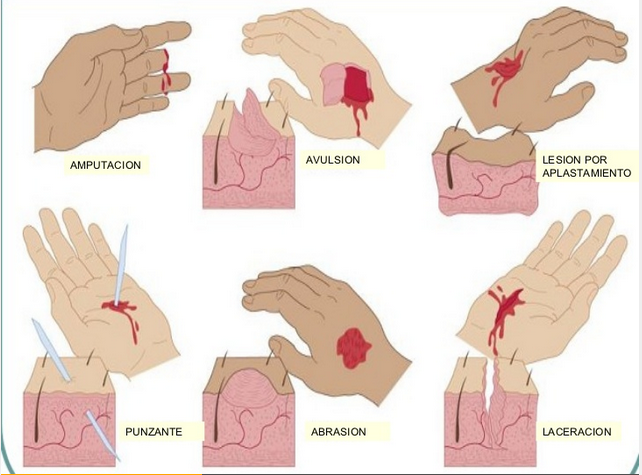 AMPUTACION
AVULSION
LESION POR
APLASTAMIENTO
PUNZANTE
ABRASION
LACERACION